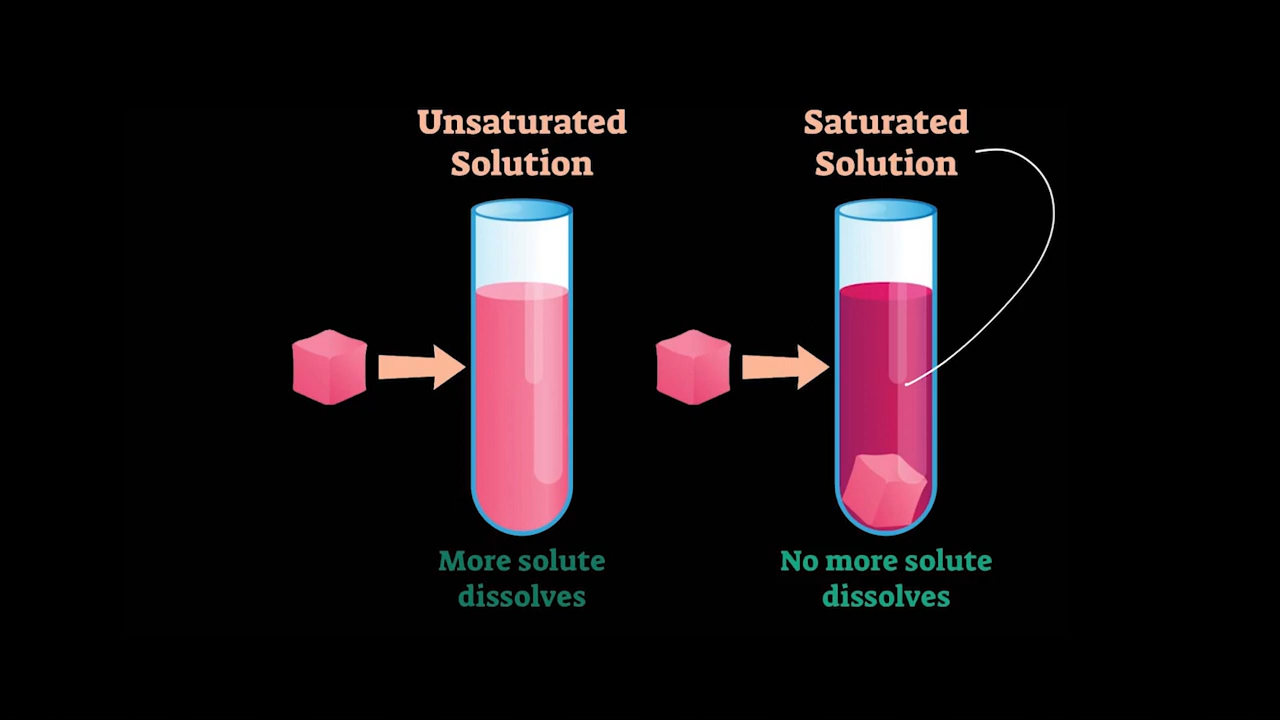 Unsaturated
Solution
More solute
dissolves
Saturated
Solution
No more solute
dissolves